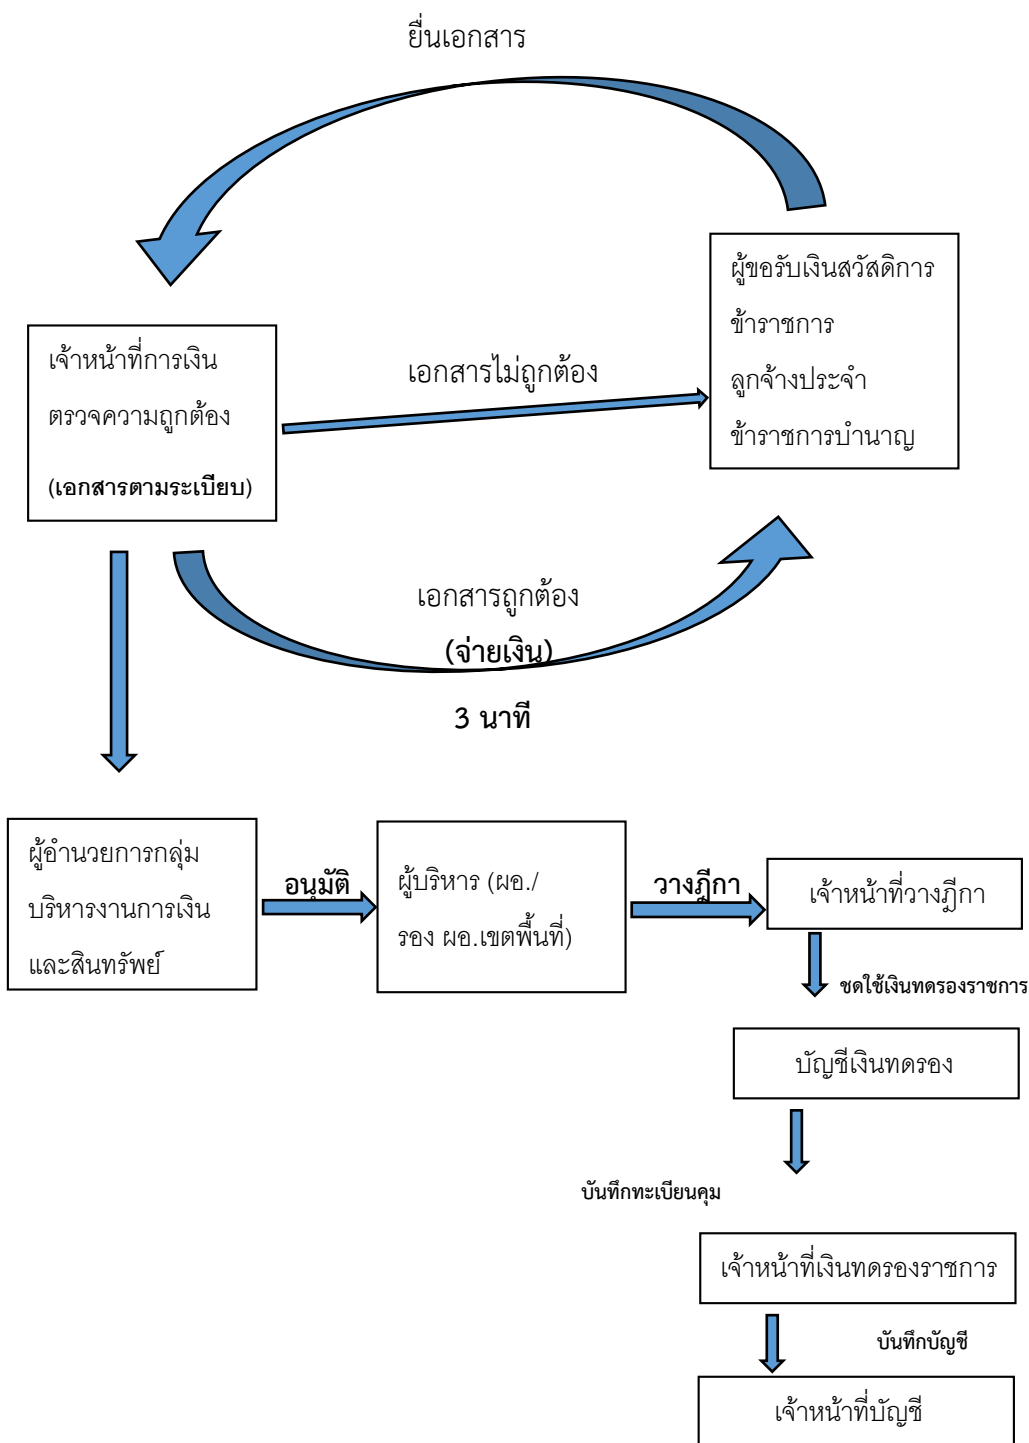 ยื่นเอกสาร
ผู้ขอรับเงินสวัสดิการ
ข้าราชการ
ลูกจ้างประจำ
ข้าราชการบำนาญ
เจ้าหน้าที่การเงิน
ตรวจความถูกต้อง
(เอกสารตามระเบียบ)
เอกสารไม่ถูกต้อง
เอกสารถูกต้อง
(จ่ายเงิน)
3 นาที
ผู้อำนวยการกลุ่ม
บริหารงานการเงิน
และสินทรัพย์
อนุมัติ
ผู้บริหาร (ผอ./
รอง ผอ.เขตพื้นที่)
วางฎีกา
เจ้าหน้าที่วางฎีกา
ชดใช้เงินทดรองราชการ
บัญชีเงินทดรอง
บันทึกทะเบียนคุม
เจ้าหน้าที่เงินทดรองราชการ
บันทึกบัญชี
เจ้าหน้าที่บัญชี